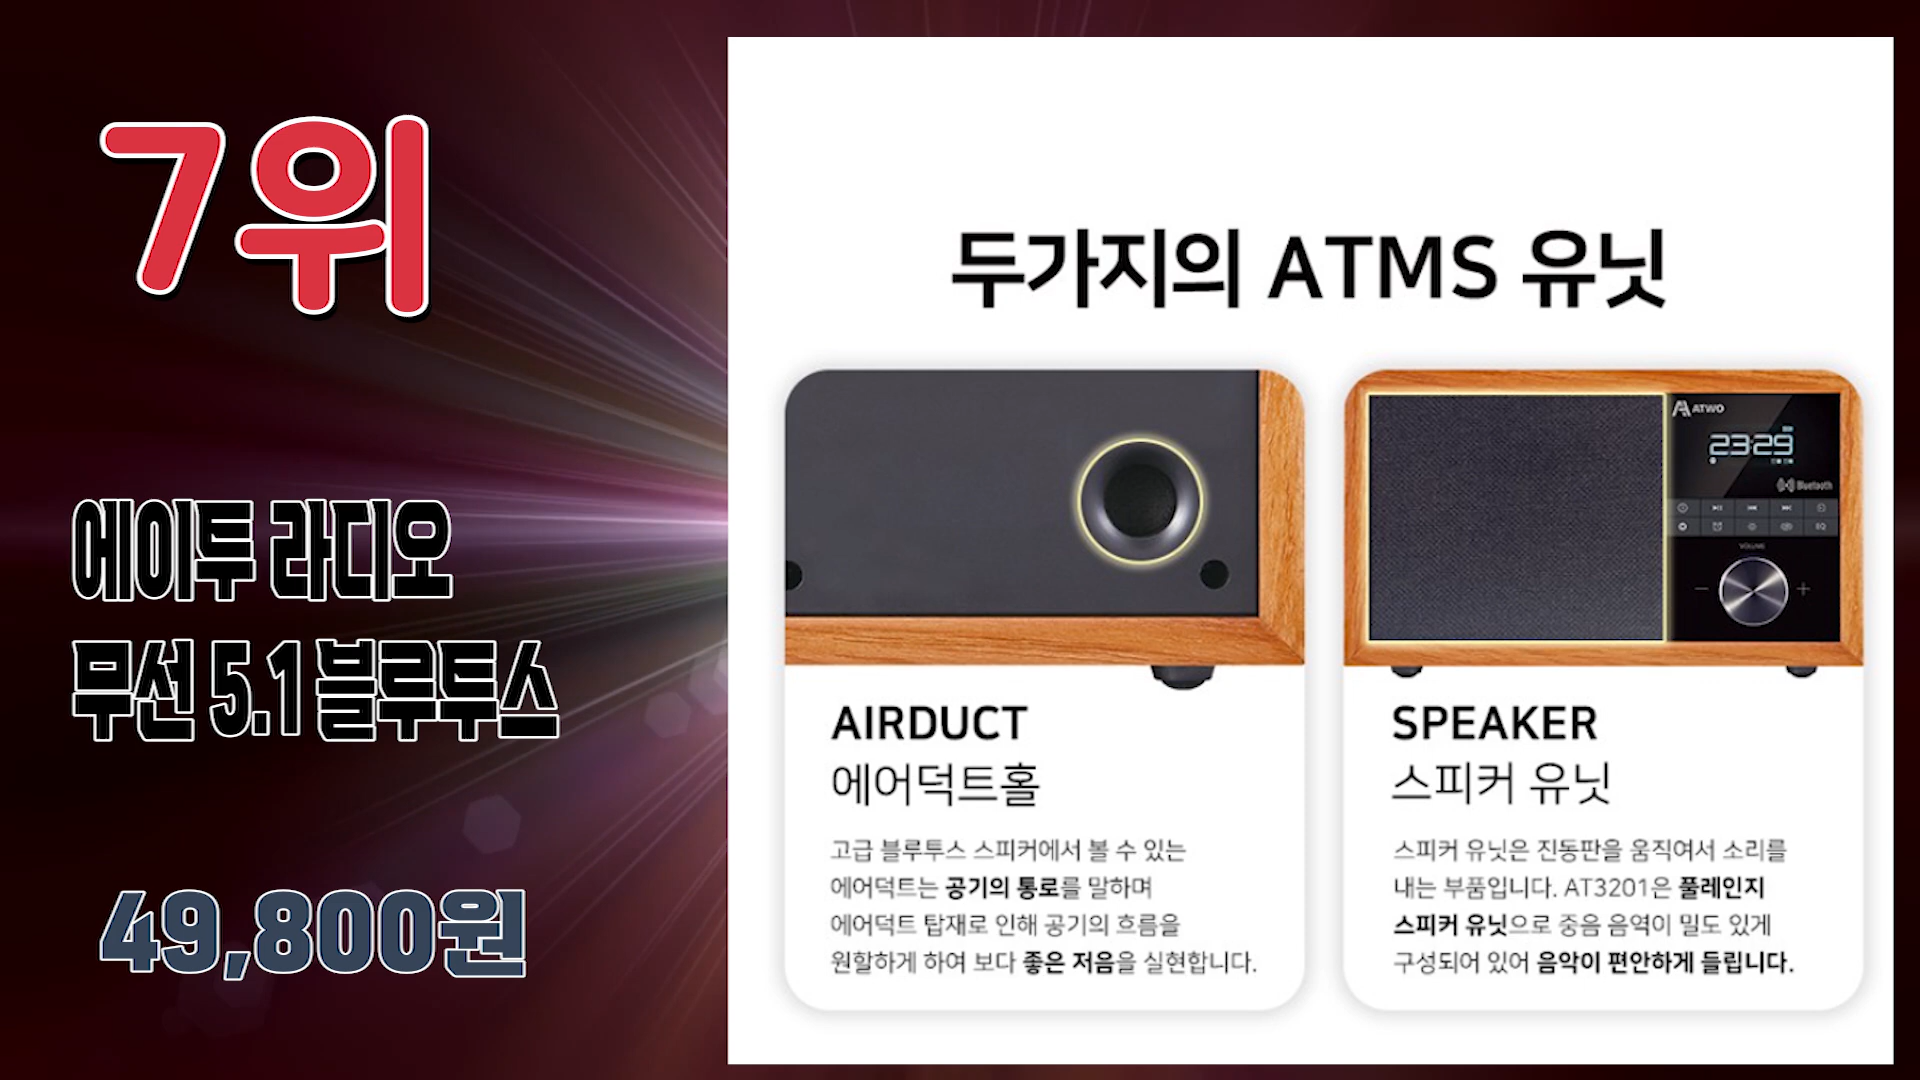 7위
에이투 라디오
무선 5.1 블루투스
49,800원
두가지의 ATMS 유닛
ATWO
23:29
Bluetooth
VOLUME
AIRDUCT
에어덕트홀
고급 블루투스 스피커에서 볼 수 있는
에어덕트는 공기의 통로를 말하며
에어덕트 탑재로 인해 공기의 흐름을
원할하게 하여 보다 좋은 저음을 실현합니다.
SPEAKER
스피커 유닛
스피커 유닛은 진동판을 움직여서 소리를
내는 부품입니다. AT3201은 풀레인지
스피커 유닛으로 중음 음역이 밀도 있게
구성되어 있어 음악이 편안하게 들립니다.